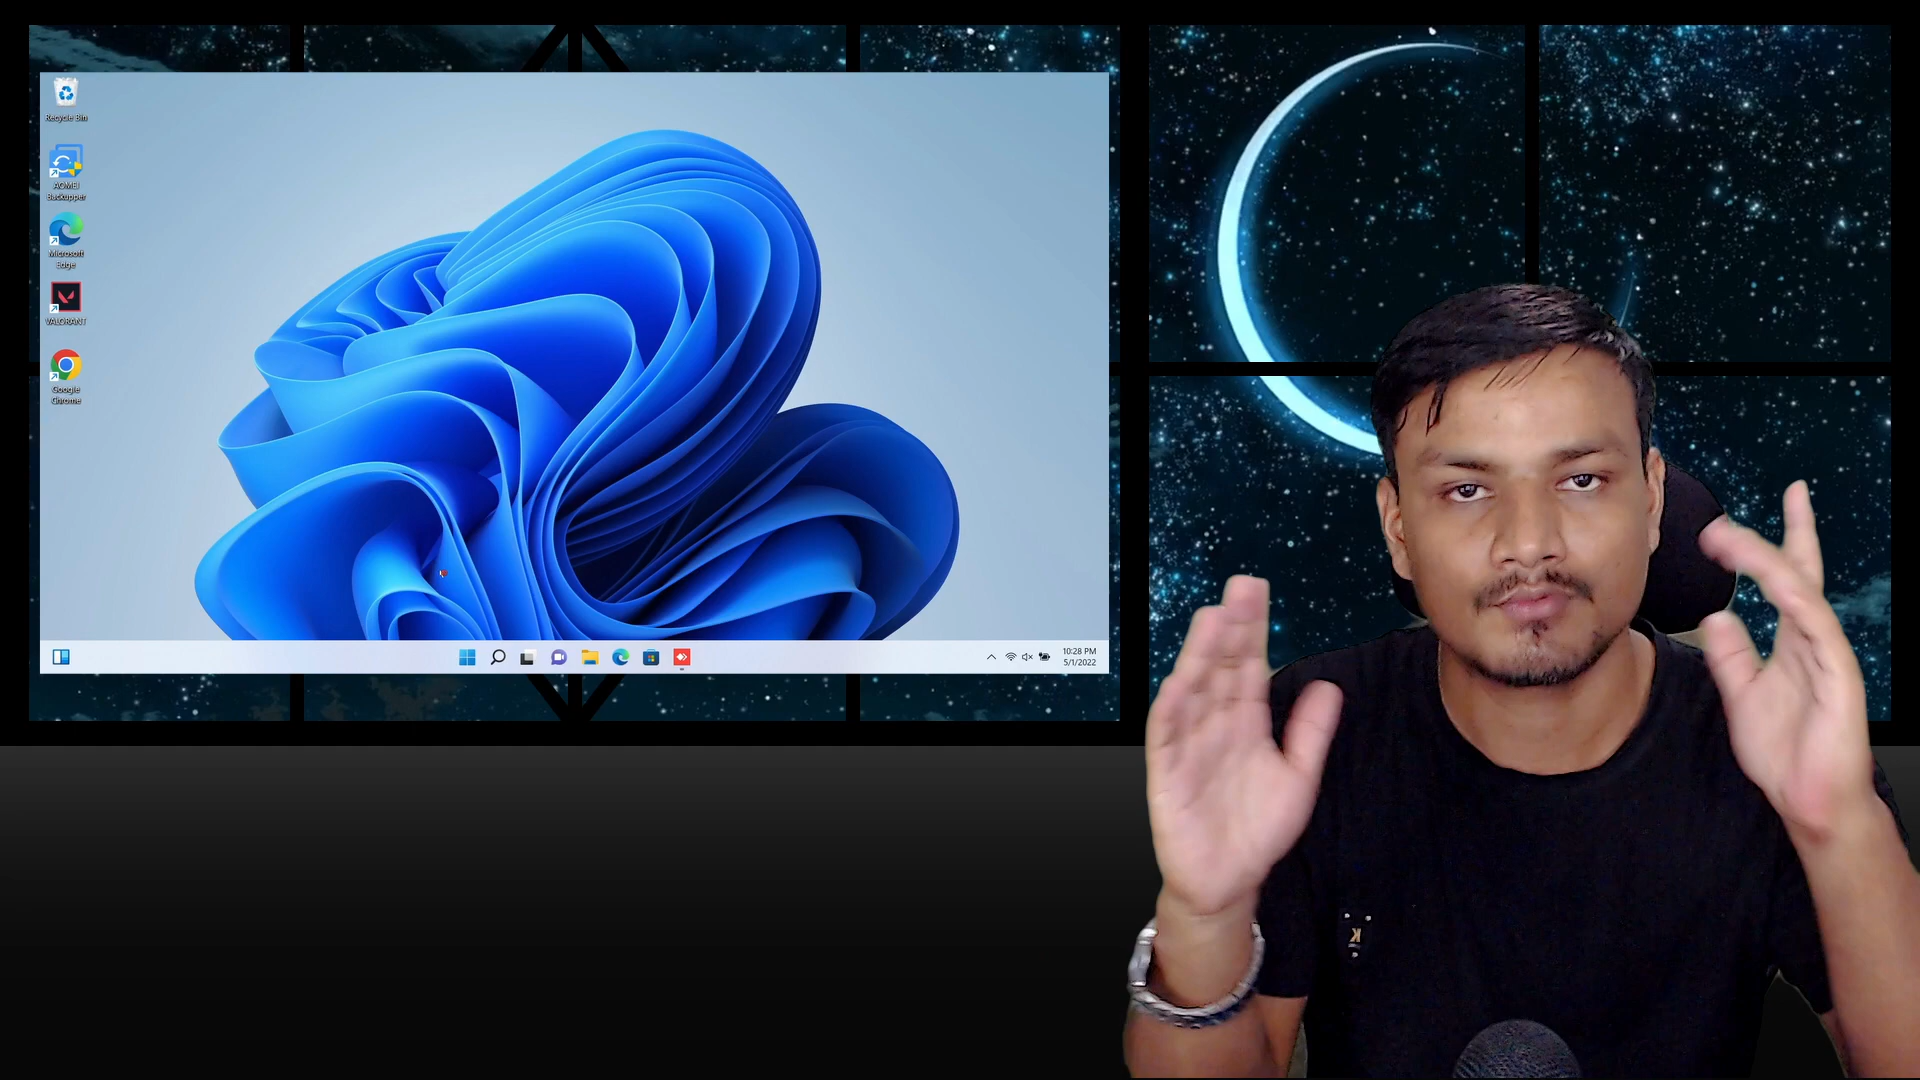 Recycle Bin
AOMEI
Backupper
Microsoft
Edge
VALORANT
Google
Chrome
10:28 PM
5/1/2022
K